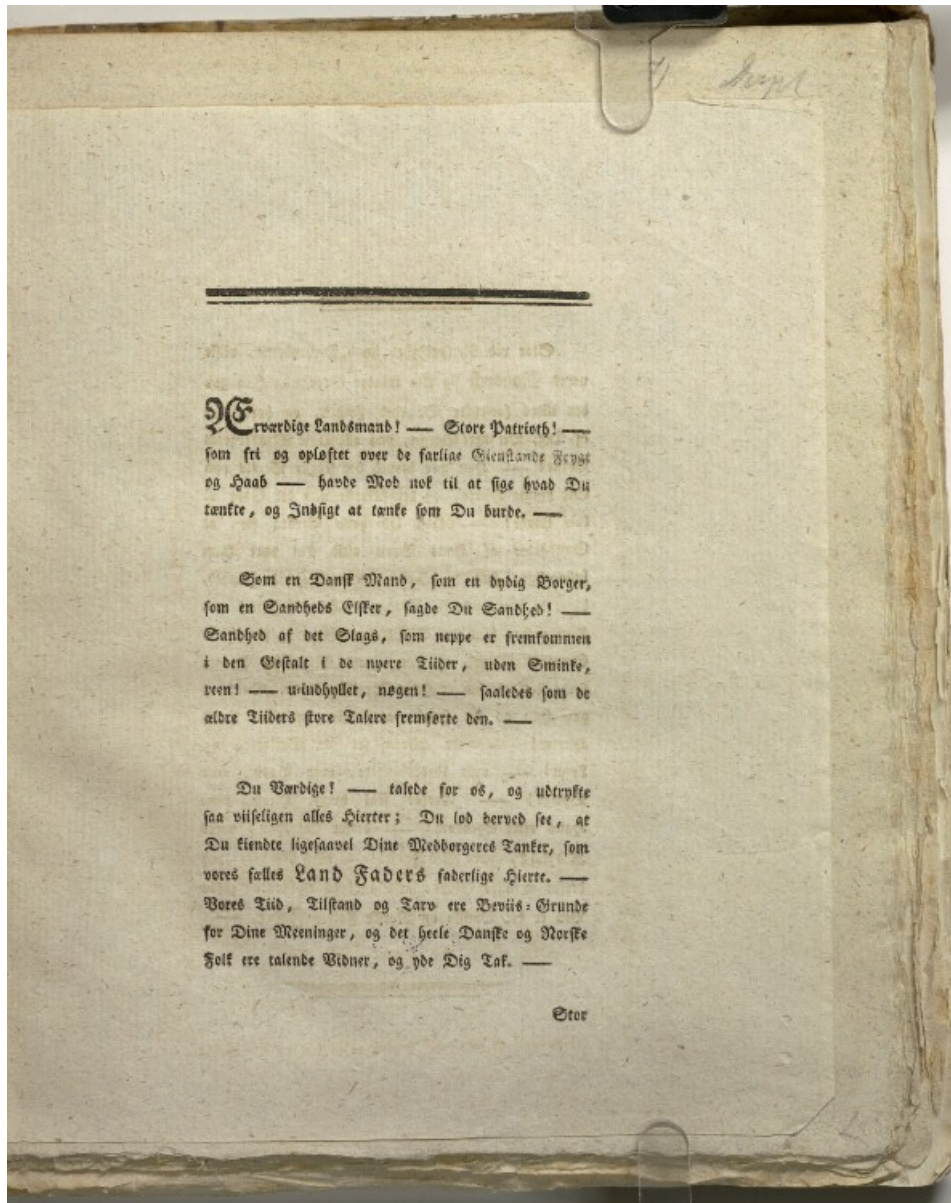 Ærværdige Landsmand! — Store Patrioth! —
som fri og opløftet over de farlige Gienstande Frygt
og Haab — havde Mod nok til at sige hvad Du
tænkte, og Indsigt at tænke som Du burde. —
Som en Dansk Mand, som en dydig Borger,
som en Sandheds Elsker, sagde Du Sandhed! —
Sandhed af det Slags, som neppe er fremkommen
i den Gestalt i de nyere Tiider, uden Sminke,
reen! — u-indhyllet, nøgen! — saaledes som de
ældre Tiiders store Talere fremførte den. —
Du Værdige! — talede for os, og udtrykte
saa viiseligen alles Hierter; Du lod derved see, at
Du kiendte ligesaavel Dine Medborgeres Tanker, som
vores fælles Land Faders faderlige Hierte. —
Vores Tiid, Tilstand og Tarv ere Beviis-Grunde
for Dine Meeninger, og det heele Danske og Norske
Folk ere talende Vidner, og yde Dig Tak. —
Stor